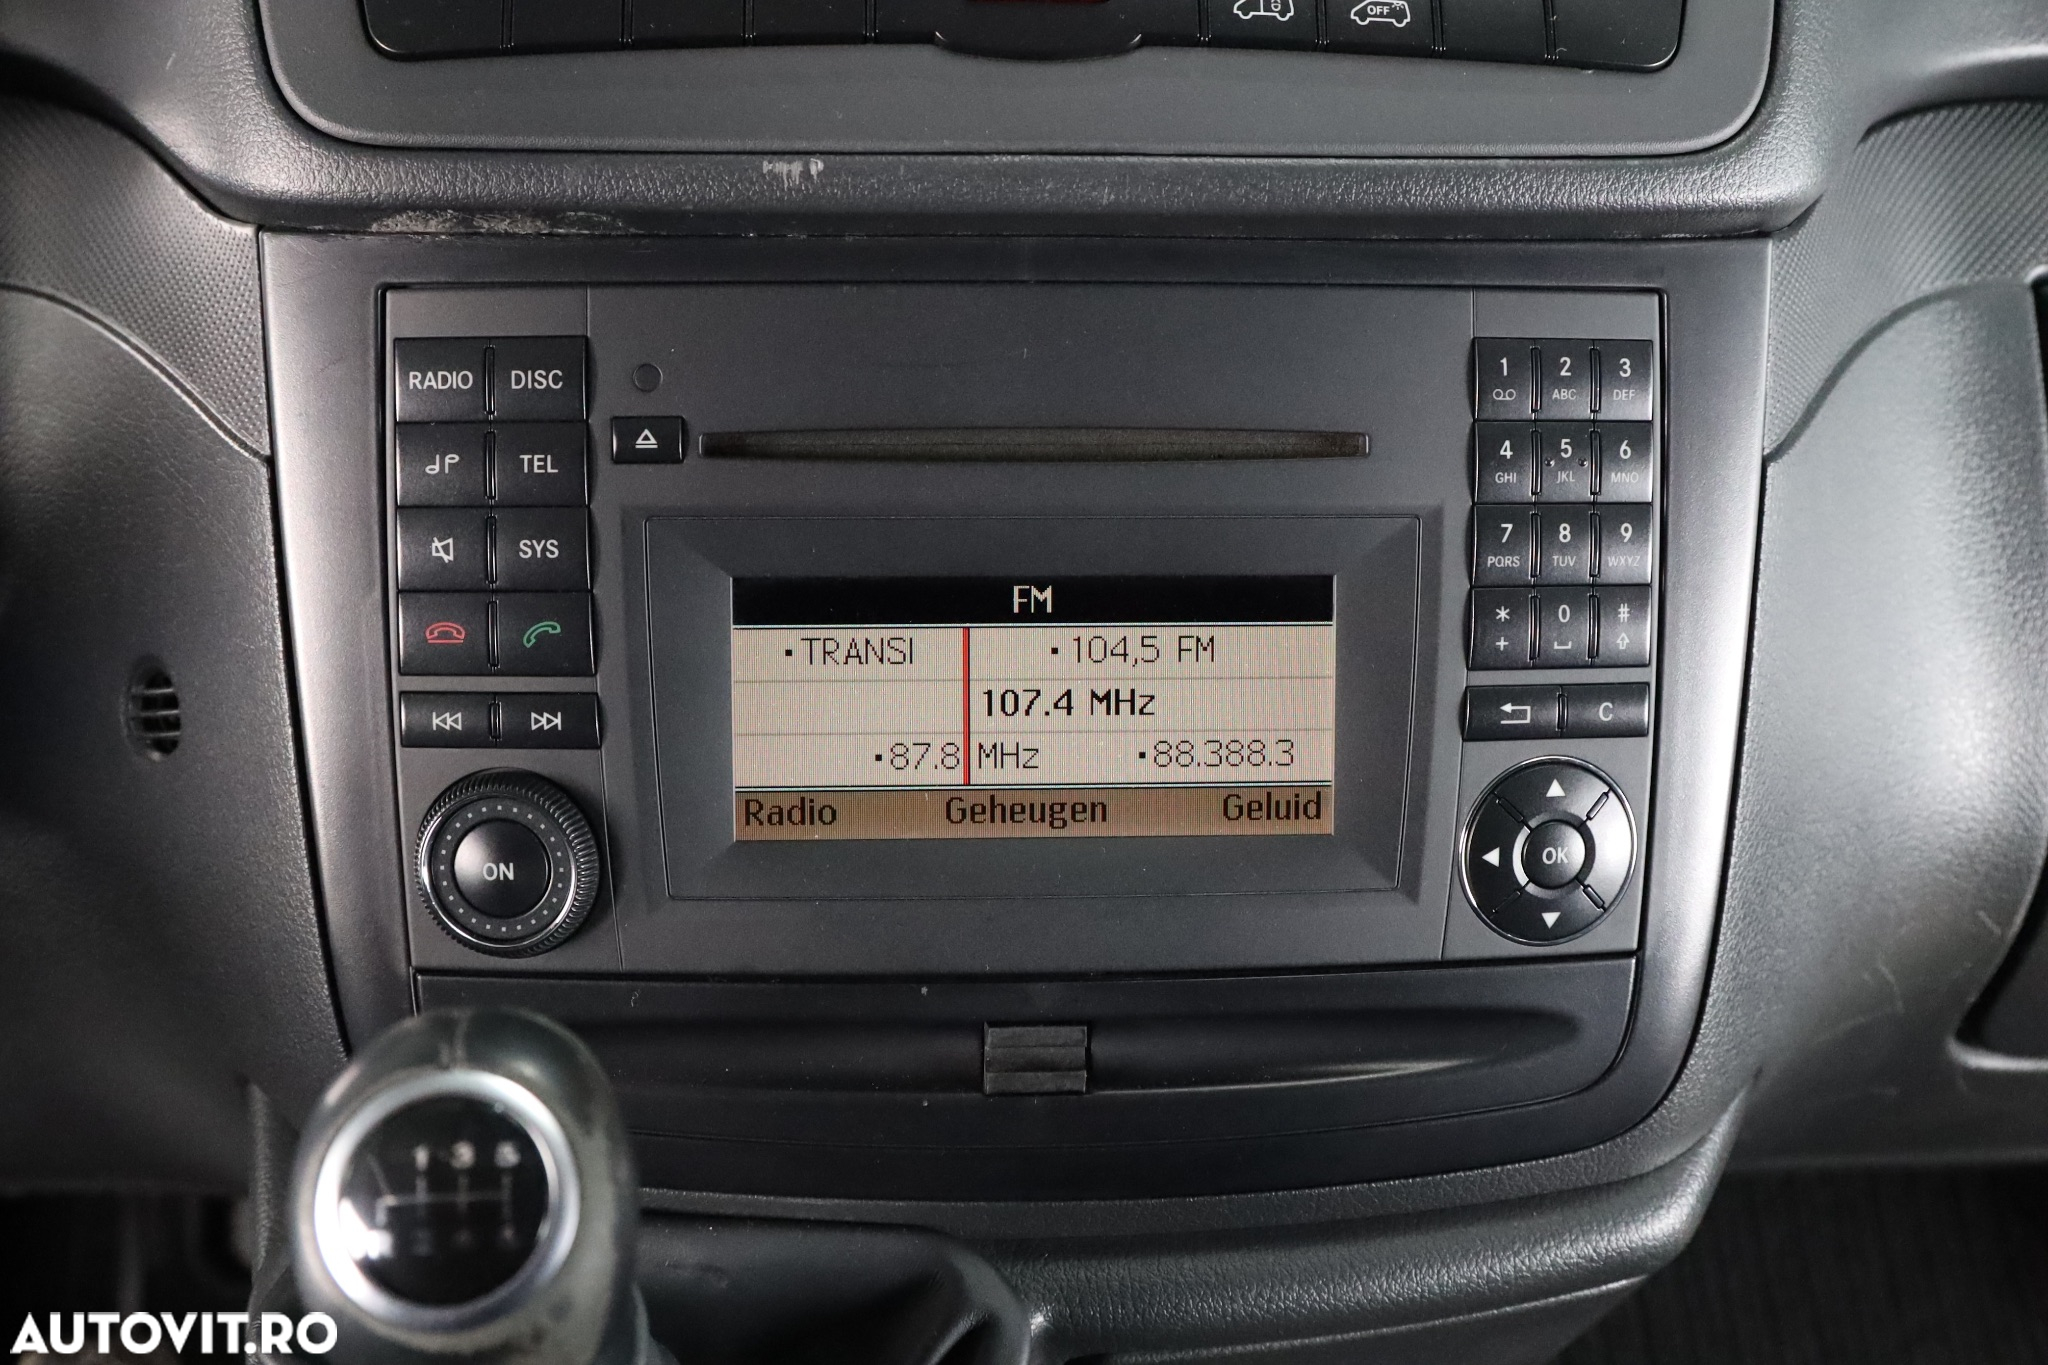 OFF
RADIO DISC
TEL
SYS
ON
FM
TRANSI 104,5 FM
107.4 MHz
87.8 MHz 88.388.3
Radio Geheugen Geluid
1 2 3
ABC DEF
4 5 6
GHI JKL MNO
7 8 9
PQRS TUV WXYZ
* 0 #
+
C
OK
1 3 5
AUTOVIT.RO